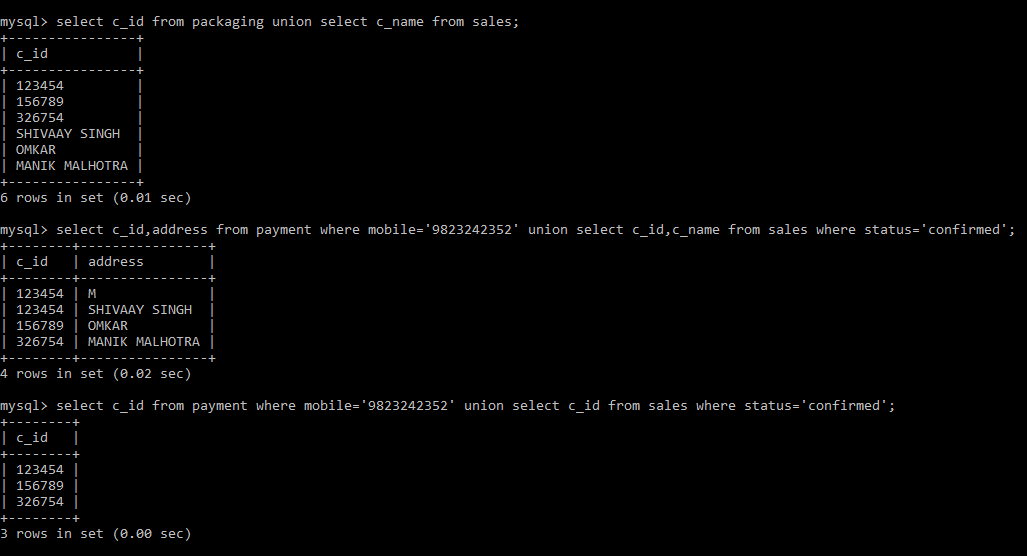 mysql> select c_id from packaging union select c_name from sales;
+----------------+
| c_id           |
+----------------+
| 123454         |
| 156789         |
| 326754         |
| SHIVAAY SINGH  |
| OMKAR          |
| MANIK MALHOTRA |
+----------------+
6 rows in set (0.01 sec)

mysql> select c_id,address from payment where mobile='9823242352' union select c_id,c_name from sales where status='confirmed';
+--------+----------------+
| c_id   | address        |
+--------+----------------+
| 123454 | M              |
| 123454 | SHIVAAY SINGH  |
| 156789 | OMKAR          |
| 326754 | MANIK MALHOTRA |
+--------+----------------+
4 rows in set (0.02 sec)

mysql> select c_id from payment where mobile='9823242352' union select c_id from sales where status='confirmed';
+--------+
| c_id   |
+--------+
| 123454 |
| 156789 |
| 326754 |
+--------+
3 rows in set (0.00 sec)